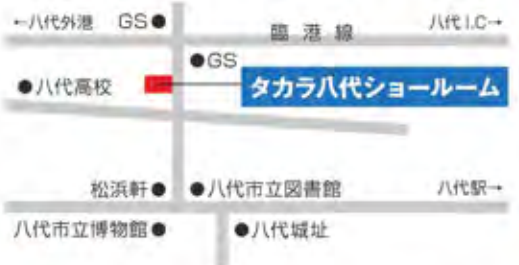 ←八代外港 GS● 臨港線 八代I.C→
●GS
●八代高校 タカラ八代ショールーム
松浜軒● ●八代市立図書館 八代駅→
八代市立博物館● ●八代城址